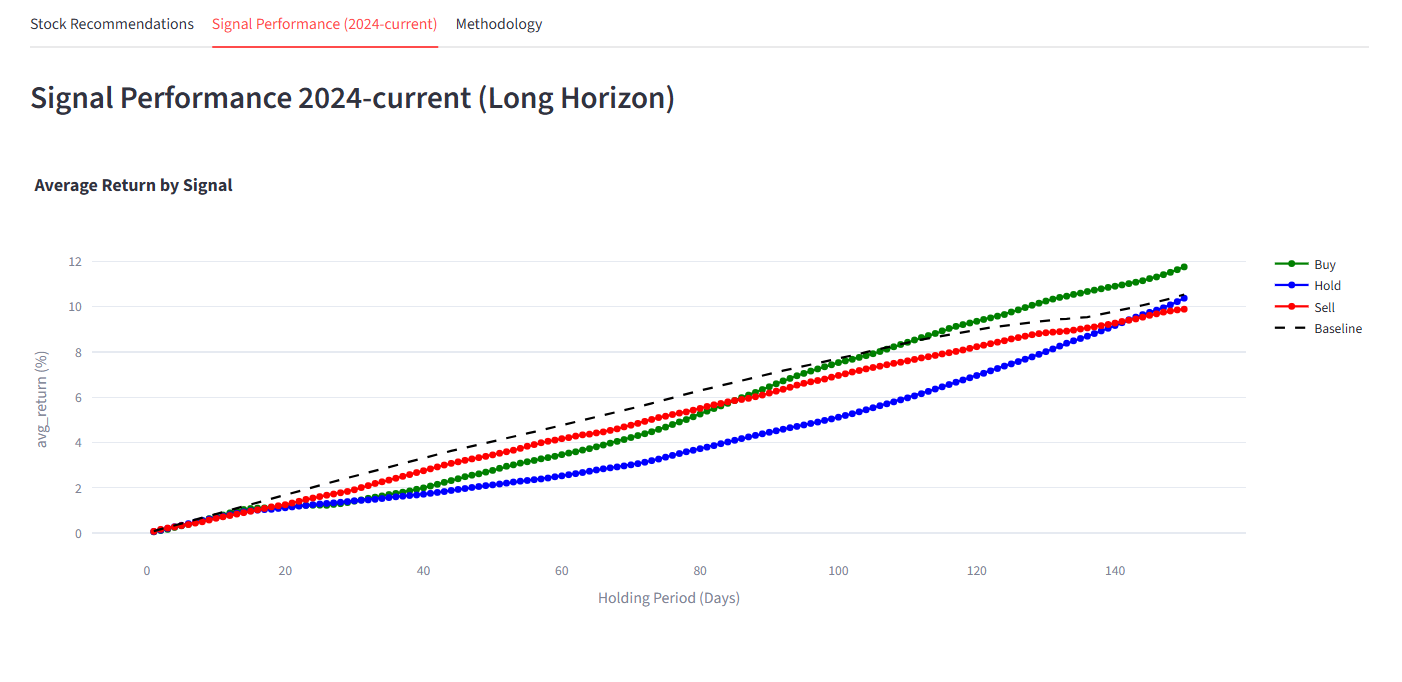 Stock Recommendations Signal Performance (2024-current) Methodology
Signal Performance 2024-current (Long Horizon)
Average Return by Signal
12
10
8
6
4
2
0
avg_return (%)
0 20 40 60 80 100 120 140
Holding Period (Days)
Buy
Hold
Sell
Baseline